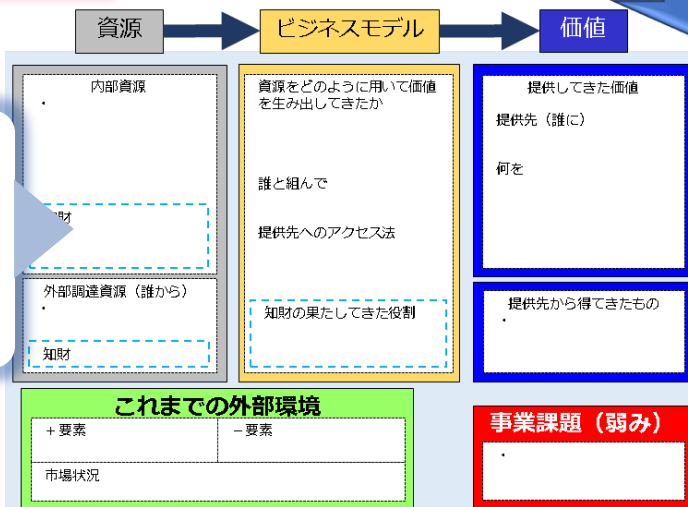 資源
ビジネスモデル
価値
内部資源
・
財
外部調達資源（誰から）
・
知財
資源をどのように用いて価値
を生み出してきたか
誰と組んで
提供先へのアクセス法
知財の果たしてきた役割
提供してきた価値
提供先（誰に）
何を
提供先から得てきたもの
・
これまでの外部環境
＋要素
－要素
市場状況
事業課題（弱み）
・